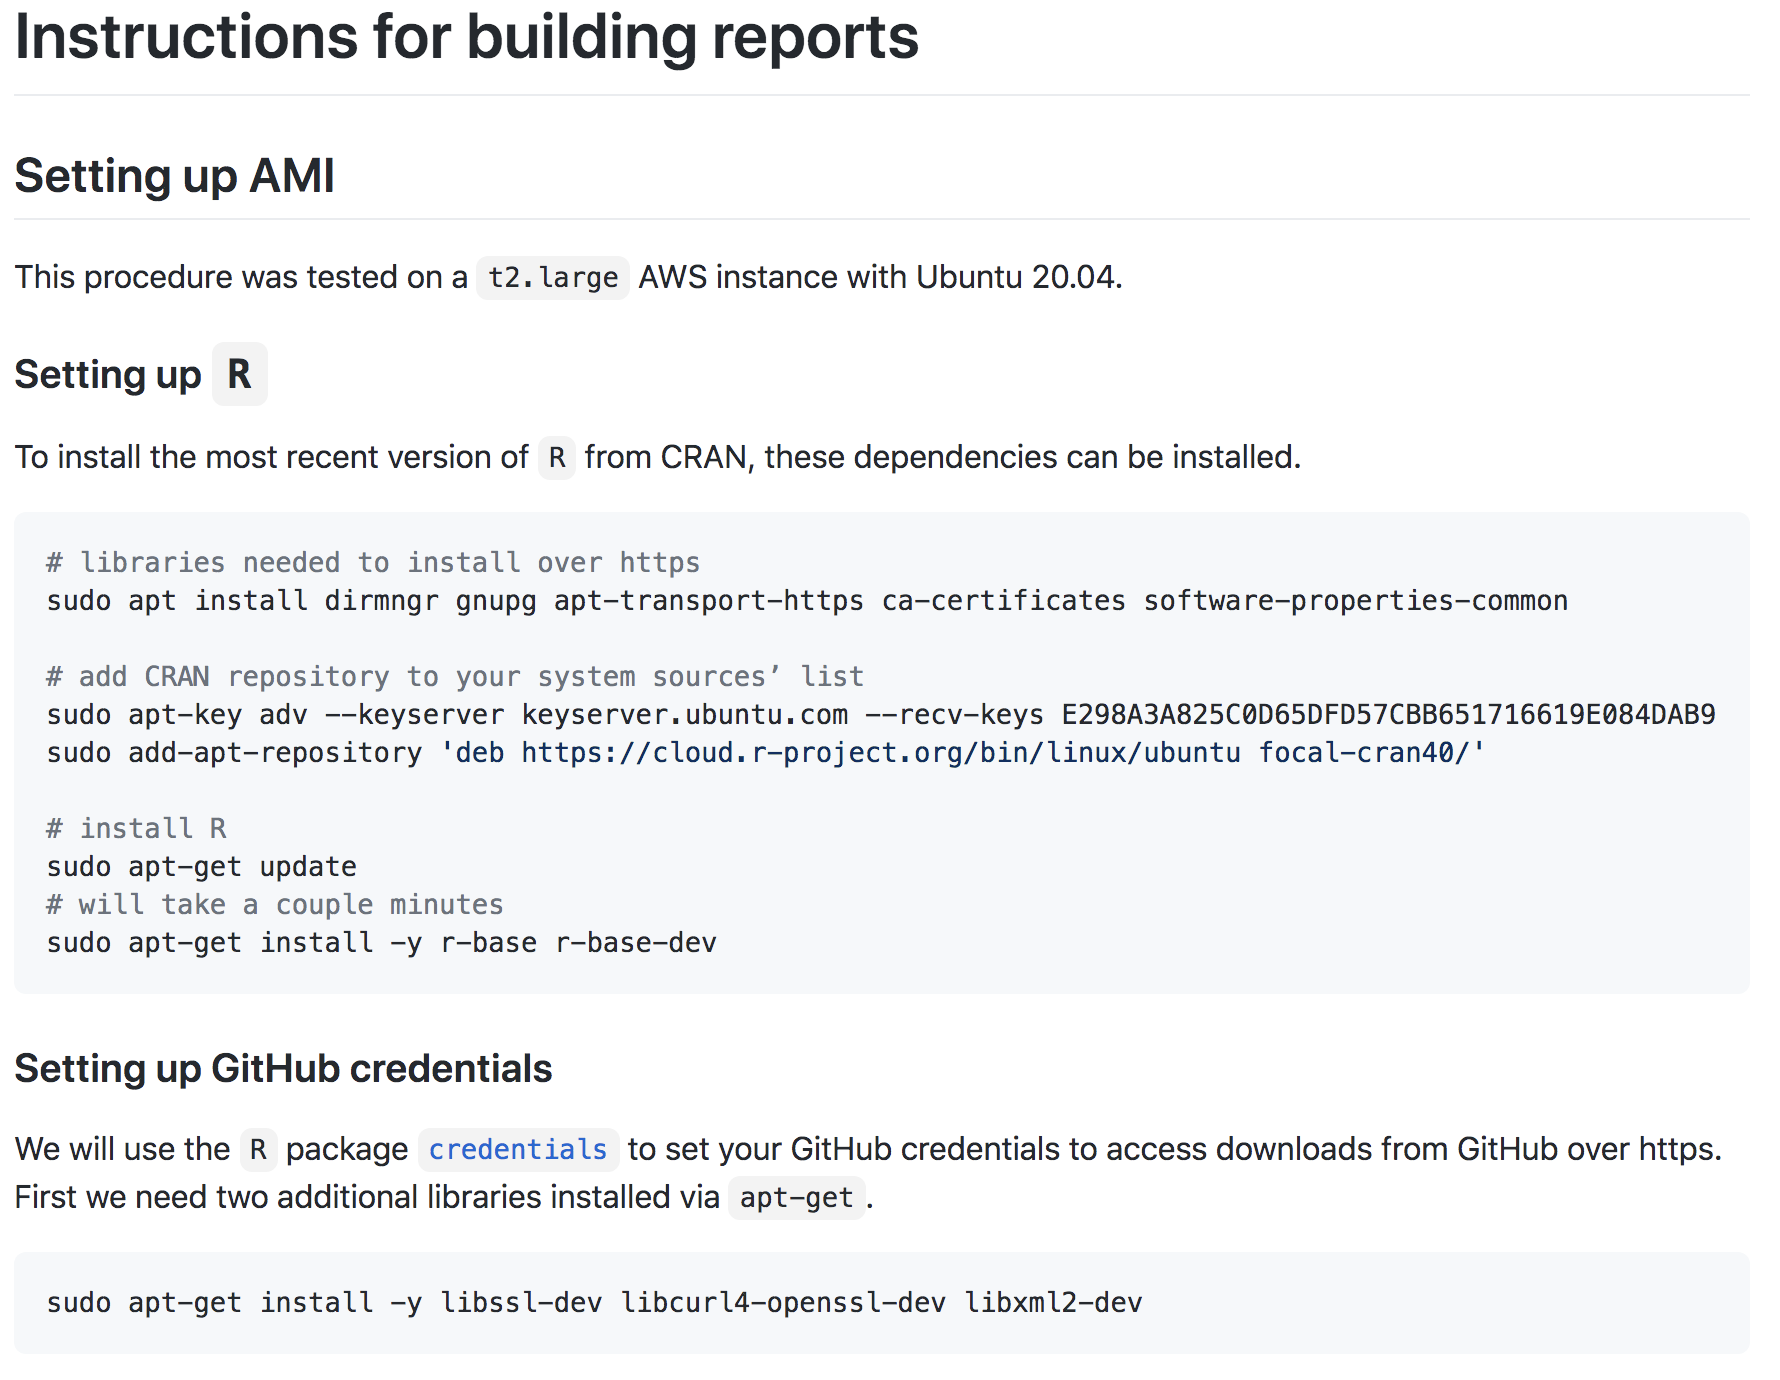 Instructions for building reports
Setting up AMI
This procedure was tested on a t2.large AWS instance with Ubuntu 20.04.
Setting up R
To install the most recent version of R from CRAN, these dependencies can be installed.
# libraries needed to install over https
sudo apt install dirmngr gnupg apt-transport-https ca-certificates software-properties-common
# add CRAN repository to your system sources’ list
sudo apt-key adv --keyserver keyserver.ubuntu.com --recv-keys E298A3A825C0D65DFD57CBB651716619E084DAB9
sudo add-apt-repository 'deb https://cloud.r-project.org/bin/linux/ubuntu focal-cran40/'
# install R
sudo apt-get update
# will take a couple minutes
sudo apt-get install -y r-base r-base-dev
Setting up GitHub credentials
We will use the R package credentials to set your GitHub credentials to access downloads from GitHub over https.
First we need two additional libraries installed via apt-get.
sudo apt-get install -y libssl-dev libcurl4-openssl-dev libxml2-dev